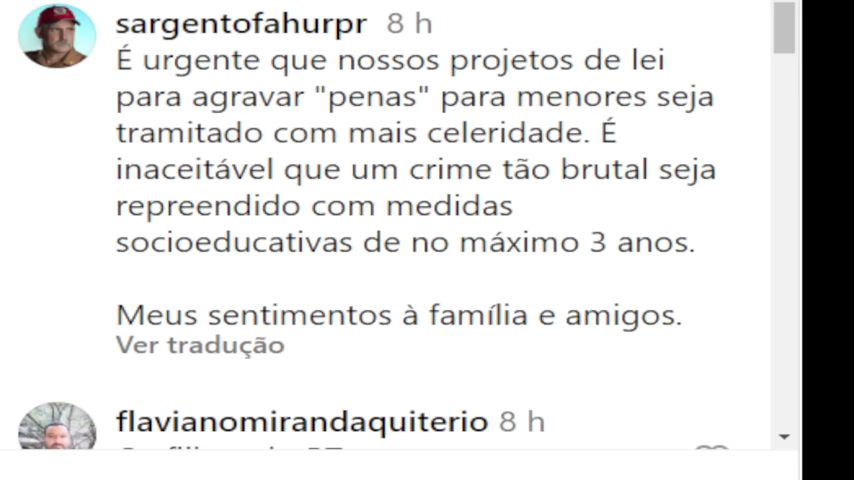 sargentofahurpr 8 h
É urgente que nossos projetos de lei
para agravar "penas" para menores seja
tramitado com mais celeridade. É
inaceitável que um crime tão brutal seja
repreendido com medidas
socioeducativas de no máximo 3 anos.
Meus sentimentos à família e amigos.
Ver tradução
flavianomirandaquiterio 8 h